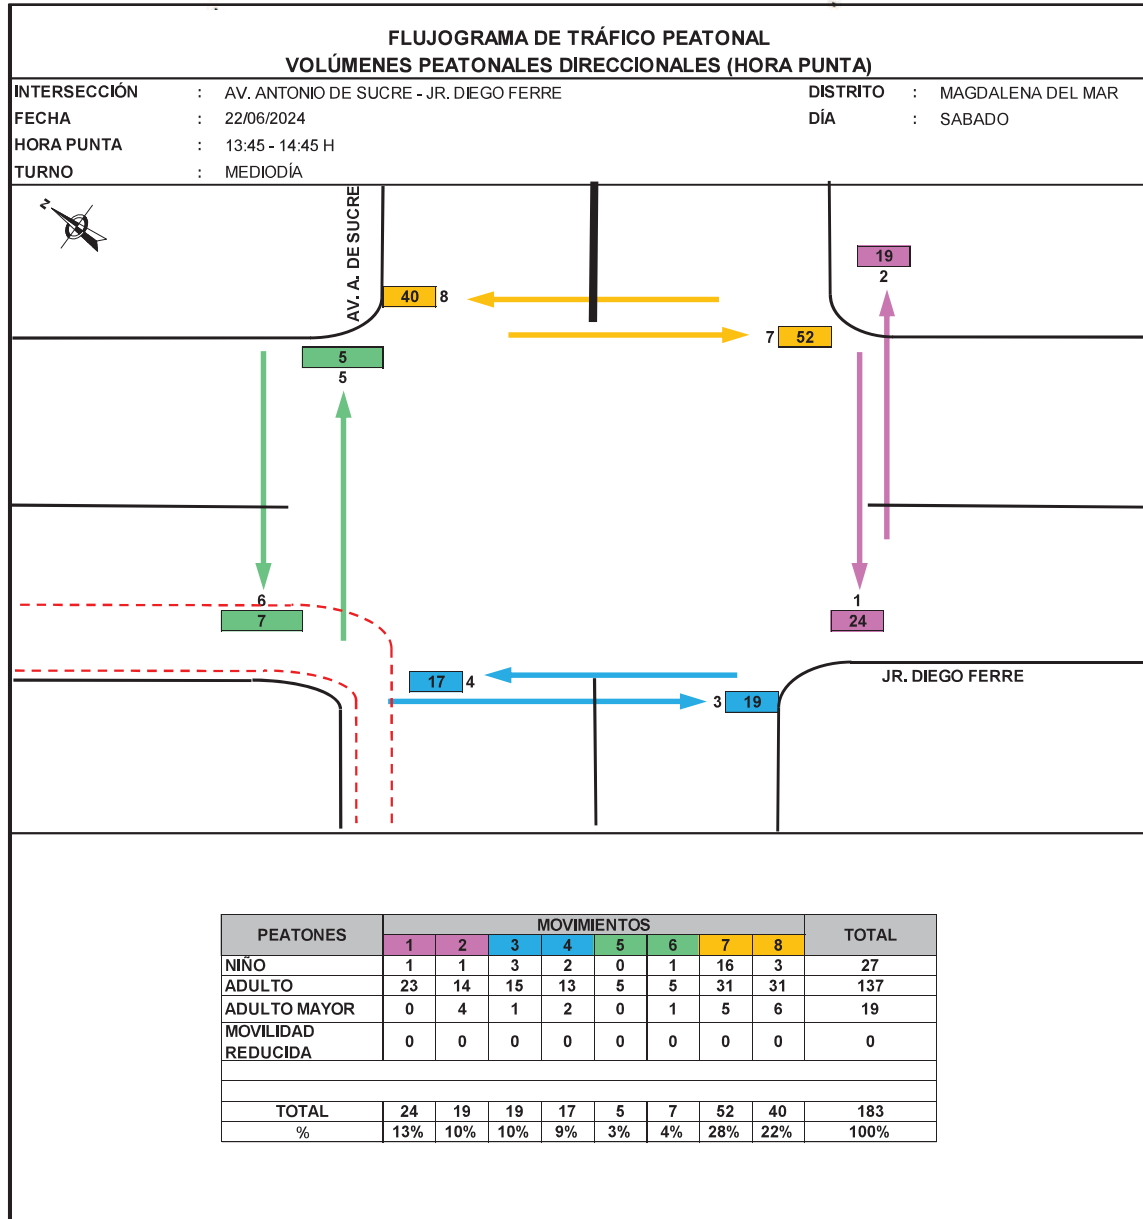 FLUJOGRAMA DE TRÁFICO PEATONAL
VOLÚMENES PEATONALES DIRECCIONALES (HORA PUNTA)
INTERSECCIÓN : AV. ANTONIO DE SUCRE - JR. DIEGO FERRE DISTRITO : MAGDALENA DEL MAR
FECHA : 22/06/2024 DÍA : SABADO
HORA PUNTA : 13:45 - 14:45 H
TURNO : MEDIODÍA
N
AV. A. DE SUCRE
19
2
40 8
7 52
5
5
6
7
1
24
17 4
JR. DIEGO FERRE
3 19
PEATONES MOVIMIENTOS TOTAL
1 2 3 4 5 6 7 8
NIÑO 1 1 3 2 0 1 16 3 27
ADULTO 23 14 15 13 5 5 31 31 137
ADULTO MAYOR 0 4 1 2 0 1 5 6 19
MOVILIDAD
REDUCIDA 0 0 0 0 0 0 0 0 0
TOTAL 24 19 19 17 5 7 52 40 183
% 13% 10% 10% 9% 3% 4% 28% 22% 100%